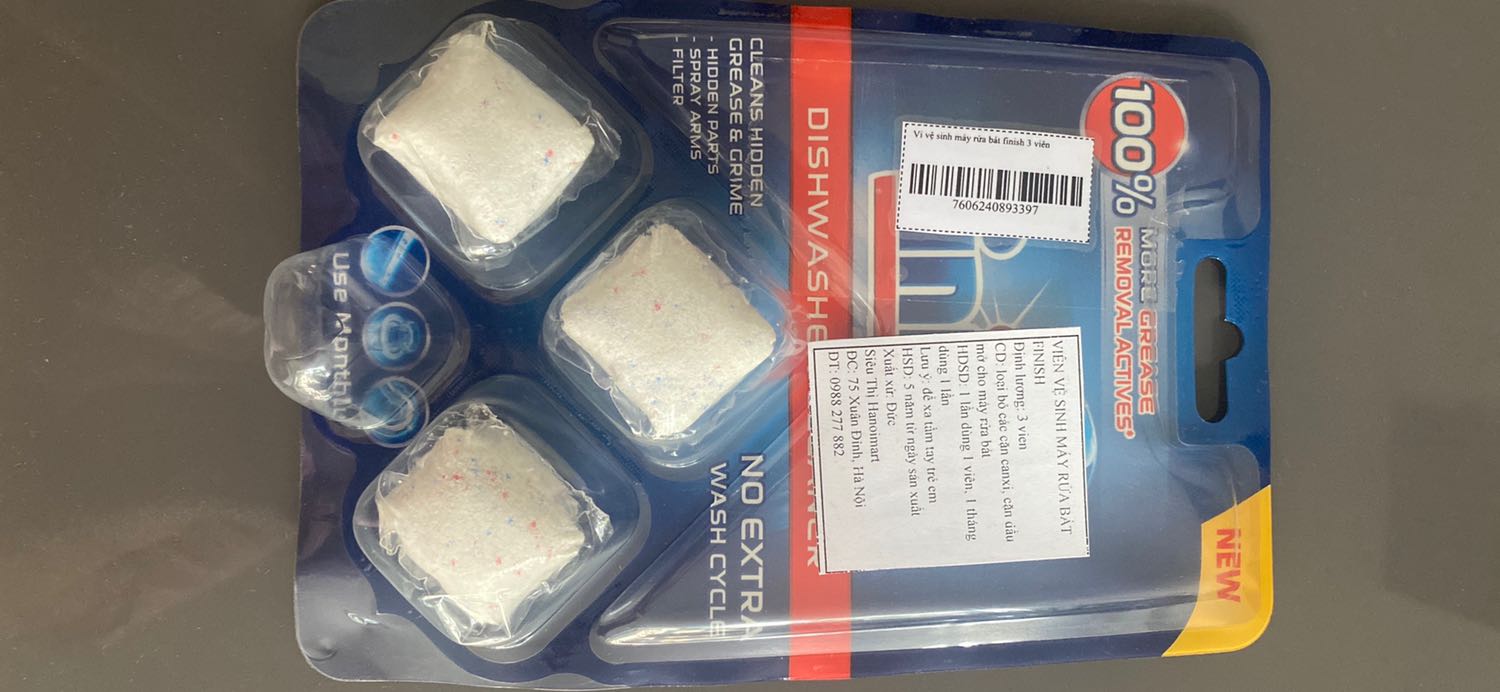 NEW
100%
MORE GREASE
REMOVAL ACTIVES*
Vỉ vệ sinh máy rửa bát finish 3 viên
7606240893397
VIÊN VỆ SINH MÁY RỬA BÁT
FINISH
Định lượng: 3 viên
CD: loại bỏ các cặn canxi, cặn dầu
mỡ cho máy rửa bát
HDSD: 1 lần dùng 1 viên, 1 tháng
dùng 1 lần
Lưu ý: để xa tầm tay trẻ em
HSD: 5 năm từ ngày sản xuất
Xuất xứ: Đức
Siêu Thị Hanoimart
ĐC: 75 Xuân Đỉnh, Hà Nội
DT: 0988 277 882
DISHWASHE
CLEANS HIDDEN
GREASE & GRIME
- HIDDEN PARTS
- SPRAY ARMS
- FILTER
NO EXTRA
WASH CYCLE
Use Monthly